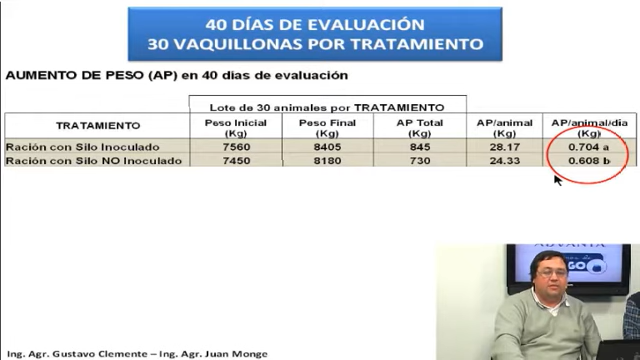 40 DÍAS DE EVALUACIÓN
30 VAQUILLONAS POR TRATAMIENTO
AUMENTO DE PESO (AP) en 40 dias de evaluación
Lote de 30 animales por TRATAMIENTO
TRATAMIENTO Peso Inicial (Kg) Peso Final (Kg) AP Total (Kg) AP/animal (Kg) AP/animal/dia (Kg)
Ración con Silo Inoculado 7560 8405 845 28.17 0.704 a
Ración con Silo NO Inoculado 7450 8180 730 24.33 0.608 b
ADVANTA
Ing. Agr. Gustavo Clemente – Ing. Agr. Juan Monge